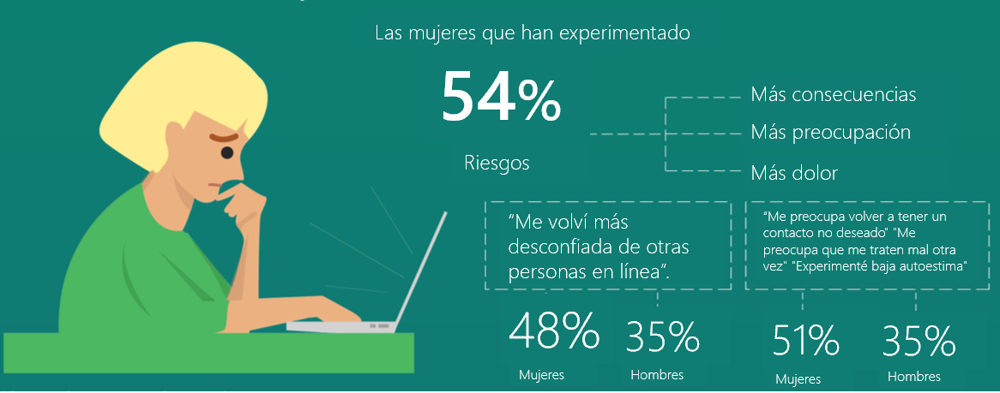 Las mujeres que han experimentado
54%
Riesgos
Más consecuencias
Más preocupación
Más dolor
“Me volví más
desconfiada de otras
personas en línea”.
48%
Mujeres
35%
Hombres
“Me preocupa volver a tener un
contacto no deseado" "Me
preocupa que me traten mal otra
vez" "Experimenté baja autoestima"
51%
Mujeres
35%
Hombres